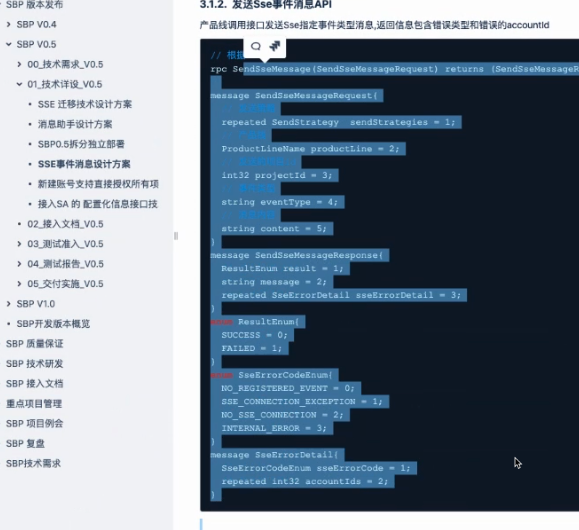 SBP 版本发布
SBP V0.4
SBP V0.5
00_技术需求_V0.5
01_技术详设_V0.5
SSE 迁移技术设计方案
消息助手设计方案
SBP0.5拆分独立部署
SSE事件消息设计方案
新建账号支持直接授权所有项
接入SA 的 配置化信息接口技
02_接入文档_V0.5
03_测试准入_V0.5
04_测试报告_V0.5
05_交付实施_V0.5
SBP V1.0
SBP开发版本概览
SBP 质量保证
SBP 技术研发
SBP 接入文档
重点项目管理
SBP 项目例会
SBP 复盘
SBP技术需求
3.1.2. 发送Sse事件消息API
产品线调用接口发送Sse指定事件类型消息,返回信息包含错误类型和错误的accountId
// 根据
rpc SendSseMessage(SendSseMessageRequest) returns (SendSseMessageR
message SendSseMessageRequest{
repeated SendStrategy sendStrategies = 1;
ProductLineName productLine = 2;
int32 projectId = 3;
string eventType = 4;
string content = 5;
}
message SendSseMessageResponse{
ResultEnum result = 1;
string message = 2;
repeated SseErrorDetail sseErrorDetail = 3;
}
enum ResultEnum{
SUCCESS = 0;
FAILED = 1;
}
enum SseErrorCodeEnum{
NO_REGISTERED_EVENT = 0;
SSE_CONNECTION_EXCEPTION = 1;
NO_SSE_CONNECTION = 2;
INTERNAL_ERROR = 3;
}
message SseErrorDetail{
SseErrorCodeEnum sseErrorCode = 1;
repeated int32 accountIds = 2;
}